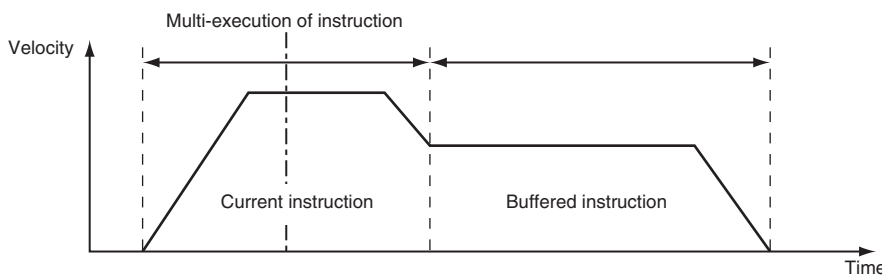 Multi-execution of instruction
Velocity
Current instruction
Buffered instruction
Time